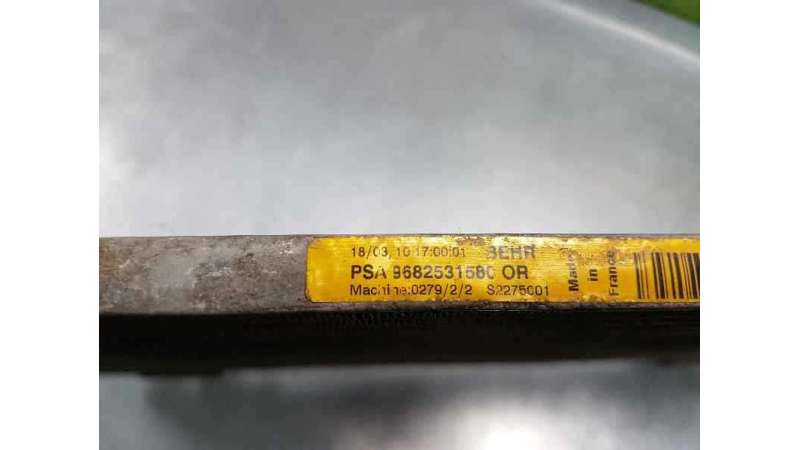 18/03/10 17:00:01 BEHR
PSA 9682531580 OR
Machine:0279/2/2 S2275001
Made
in
France